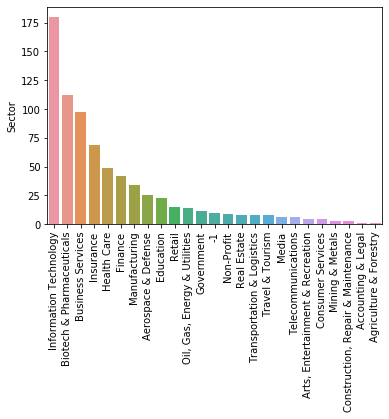 175
150
125
100
75
50
25
0
Sector
Information Technology
Biotech & Pharmaceuticals
Business Services
Insurance
Health Care
Finance
Manufacturing
Aerospace & Defense
Education
Retail
Oil, Gas, Energy & Utilities
Government
-1
Non-Profit
Real Estate
Transportation & Logistics
Travel & Tourism
Media
Telecommunications
Arts, Entertainment & Recreation
Consumer Services
Mining & Metals
Construction, Repair & Maintenance
Accounting & Legal
Agriculture & Forestry